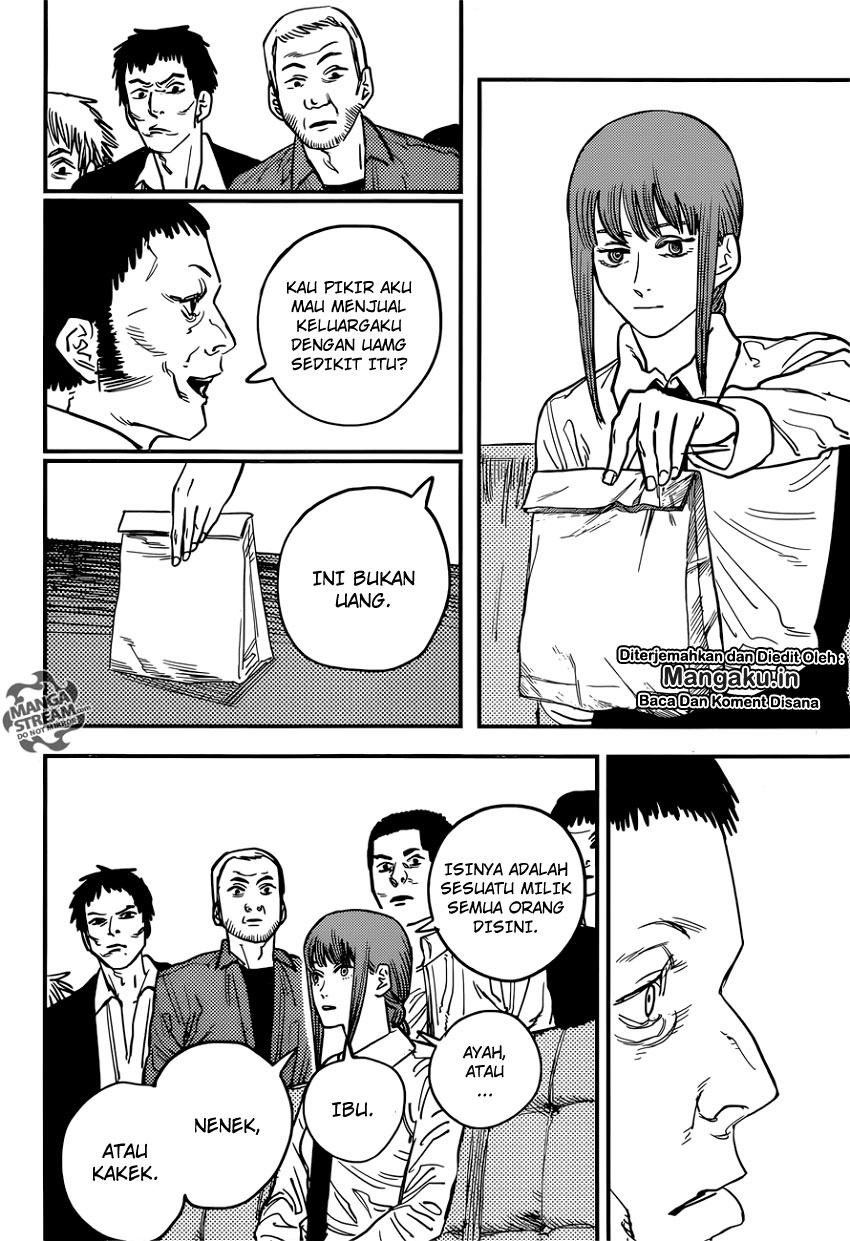 KAU PIKIR AKU
MAU MENJUAL
KELUARGAKU
DENGAN UAMG
SEDIKIT ITU?
INI BUKAN
UANG.
Diterjemahkan dan Diedit Oleh :
Mangaku.in
Baca Dan Koment Disana
MANGA
STREAM.com
DO NOT MIRROR
ISINYA ADALAH
SESUATU MILIK
SEMUA ORANG
DISINI.
AYAH,
ATAU
...
IBU.
NENEK,
ATAU
KAKEK.